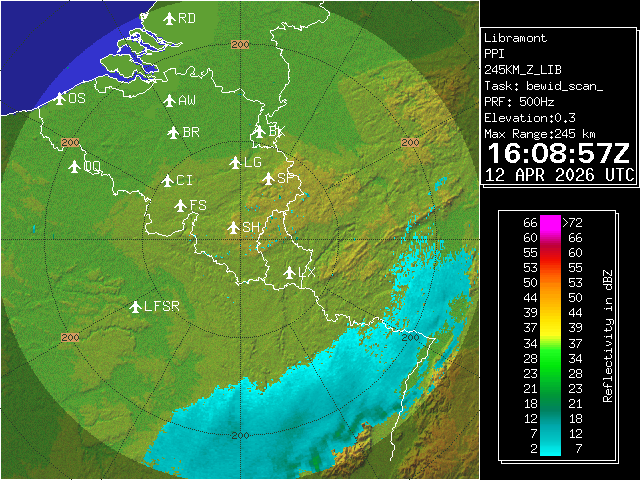 RD
200
OS
AW
BR
BK
200
200
OO
LG
CI
SP
FS
SH
LX
LFSR
200
200
200
Libramont
PPI
245KM_Z_LIB
Task: bewid_scan_
PRF: 500Hz
Elevation:0.3
Max Range:245 km
16:08:57Z
12 APR 2026 UTC
66 >72
60 66
55 60
53 55
50 53
44 50
39 44
37 39
34 37
28 34
23 28
21 23
18 21
12 18
7 12
2 7
Reflectivity in dBZ